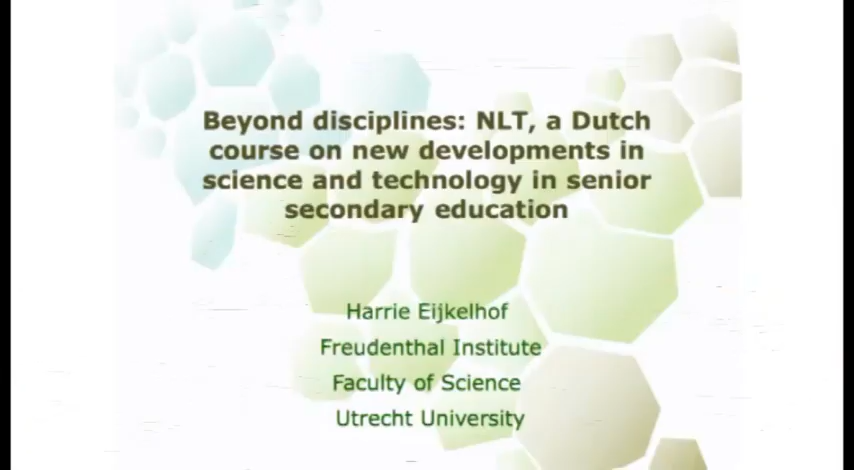 Beyond disciplines: NLT, a Dutch
course on new developments in
science and technology in senior
secondary education
Harrie Eijkelhof
Freudenthal Institute
Faculty of Science
Utrecht University